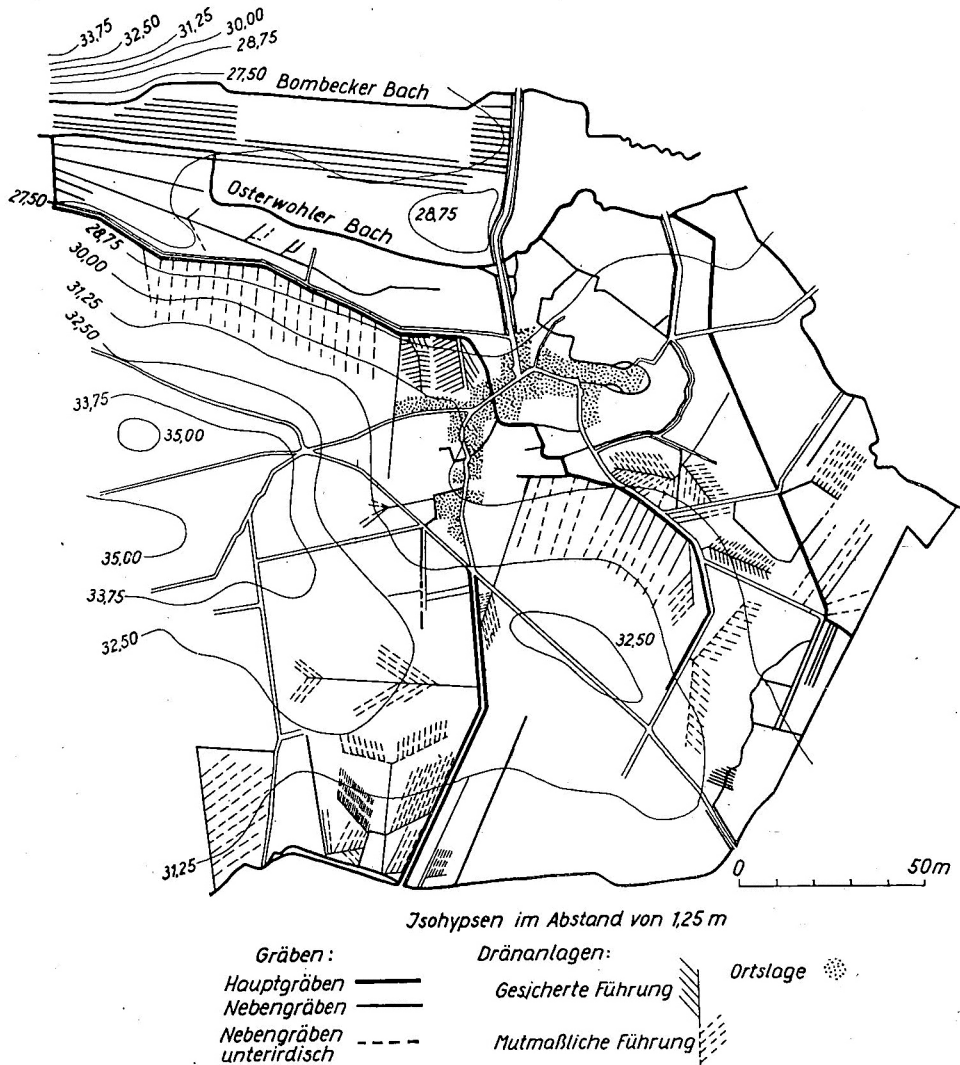 33,75
32,50
31,25
30,00
28,75
27,50
Bombecker Bach
Osterwohler Bach
28,75
27,50
28,75
30,00
31,25
32,50
33,75
35,00
35,00
33,75
32,50
32,50
31,25
0 50m
Jsohypsen im Abstand von 1,25 m
Gräben:
Hauptgräben
Nebengräben
Nebengräben
unterirdisch
Dränanlagen:
Gesicherte Führung
Mutmaßliche Führung
Ortslage